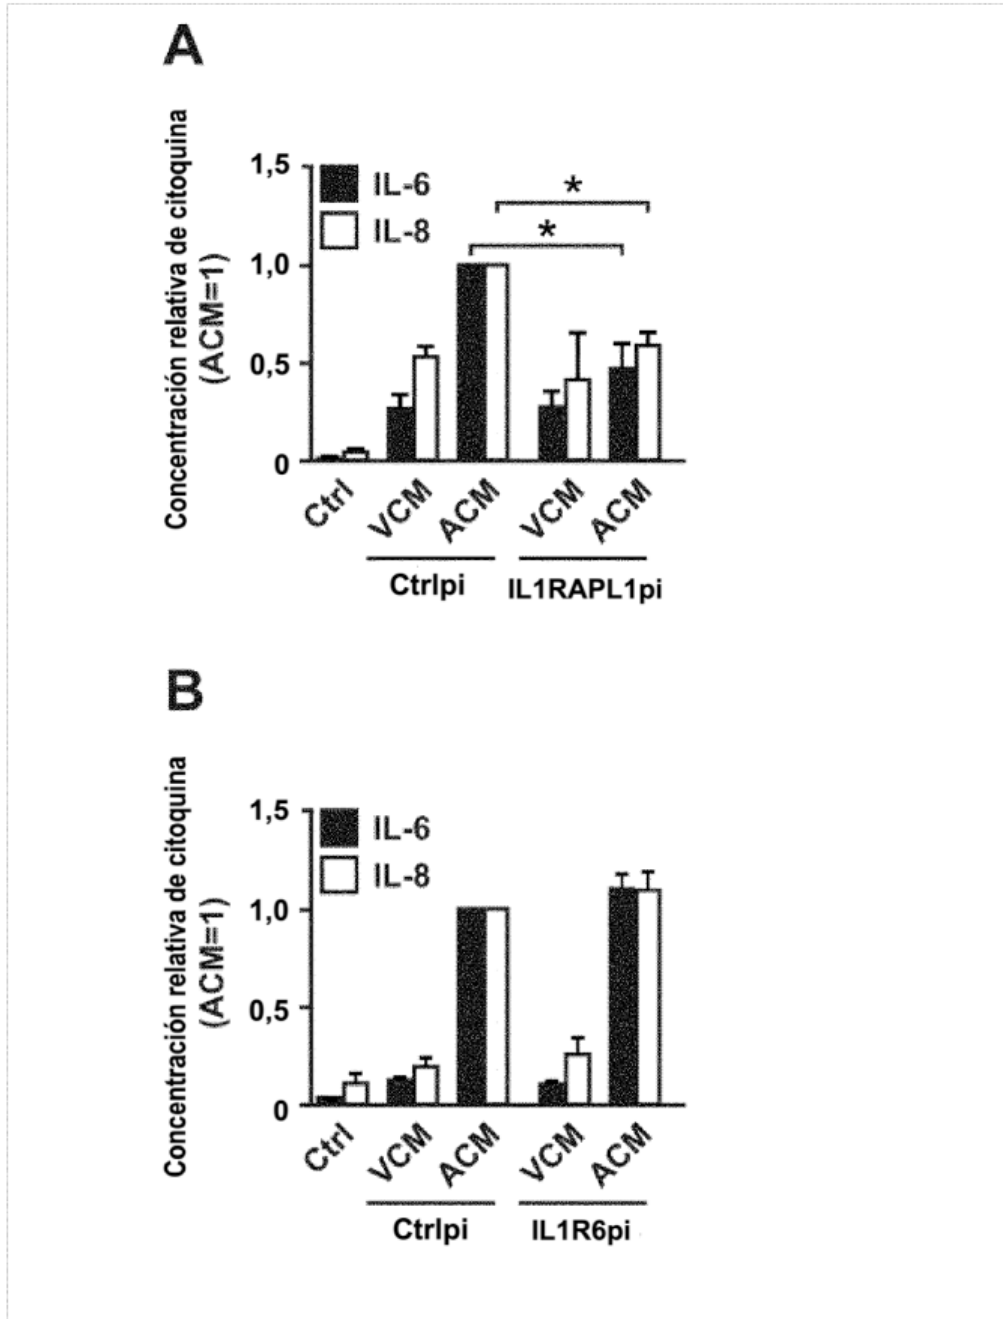 A
Concentración relativa de citoquina
(ACM=1)
1,5
1,0
0,5
0
IL-6
IL-8
*
*
Ctrl
VCM
ACM
VCM
ACM
Ctrlpi
IL1RAPL1pi
B
Concentración relativa de citoquina
(ACM=1)
1,5
1,0
0,5
0
IL-6
IL-8
Ctrl
VCM
ACM
VCM
ACM
Ctrlpi
IL1R6pi